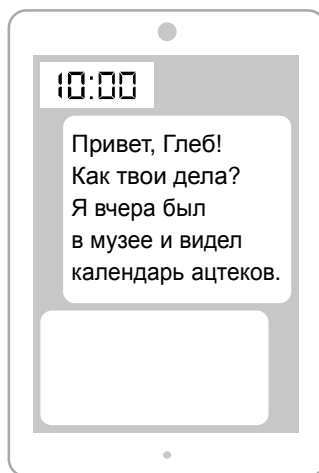 10:00
Привет, Глеб!
Как твои дела?
Я вчера был
в музее и видел
календарь ацтеков.